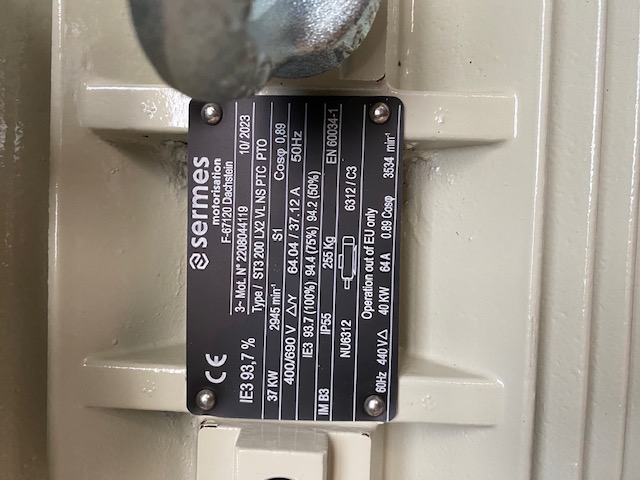 sermes
motorisation
F-67120 Dachstein
CE
IE3 93,7 %
3~ Mot. N° 2208044119 10/ 2023
Type / ST3 200 LX2 VL NS PTC PTO
37 KW 2945 min⁻¹ S1 Cosφ 0,89
400/690 V Δ/Y 64.04 / 37.12 A 50Hz
IE3 93.7 (100%) 94.4 (75%) 94.2 (50%)
IM B3 IP55 255 Kg EN 60034-1
NU6312 6312 / C3
Operation out of EU only
60Hz 440 VΔ 40 KW 64 A 0.89 Cosφ 3534 min⁻¹